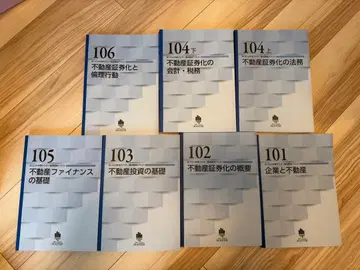 106
不動産証券化と
倫理行動
104下
不動産証券化の
会計・税務
104上
不動産証券化の法務
105
不動産ファイナンス
の基礎
103
不動産投資の基礎
102
不動産証券化の概要
101
企業と不動産